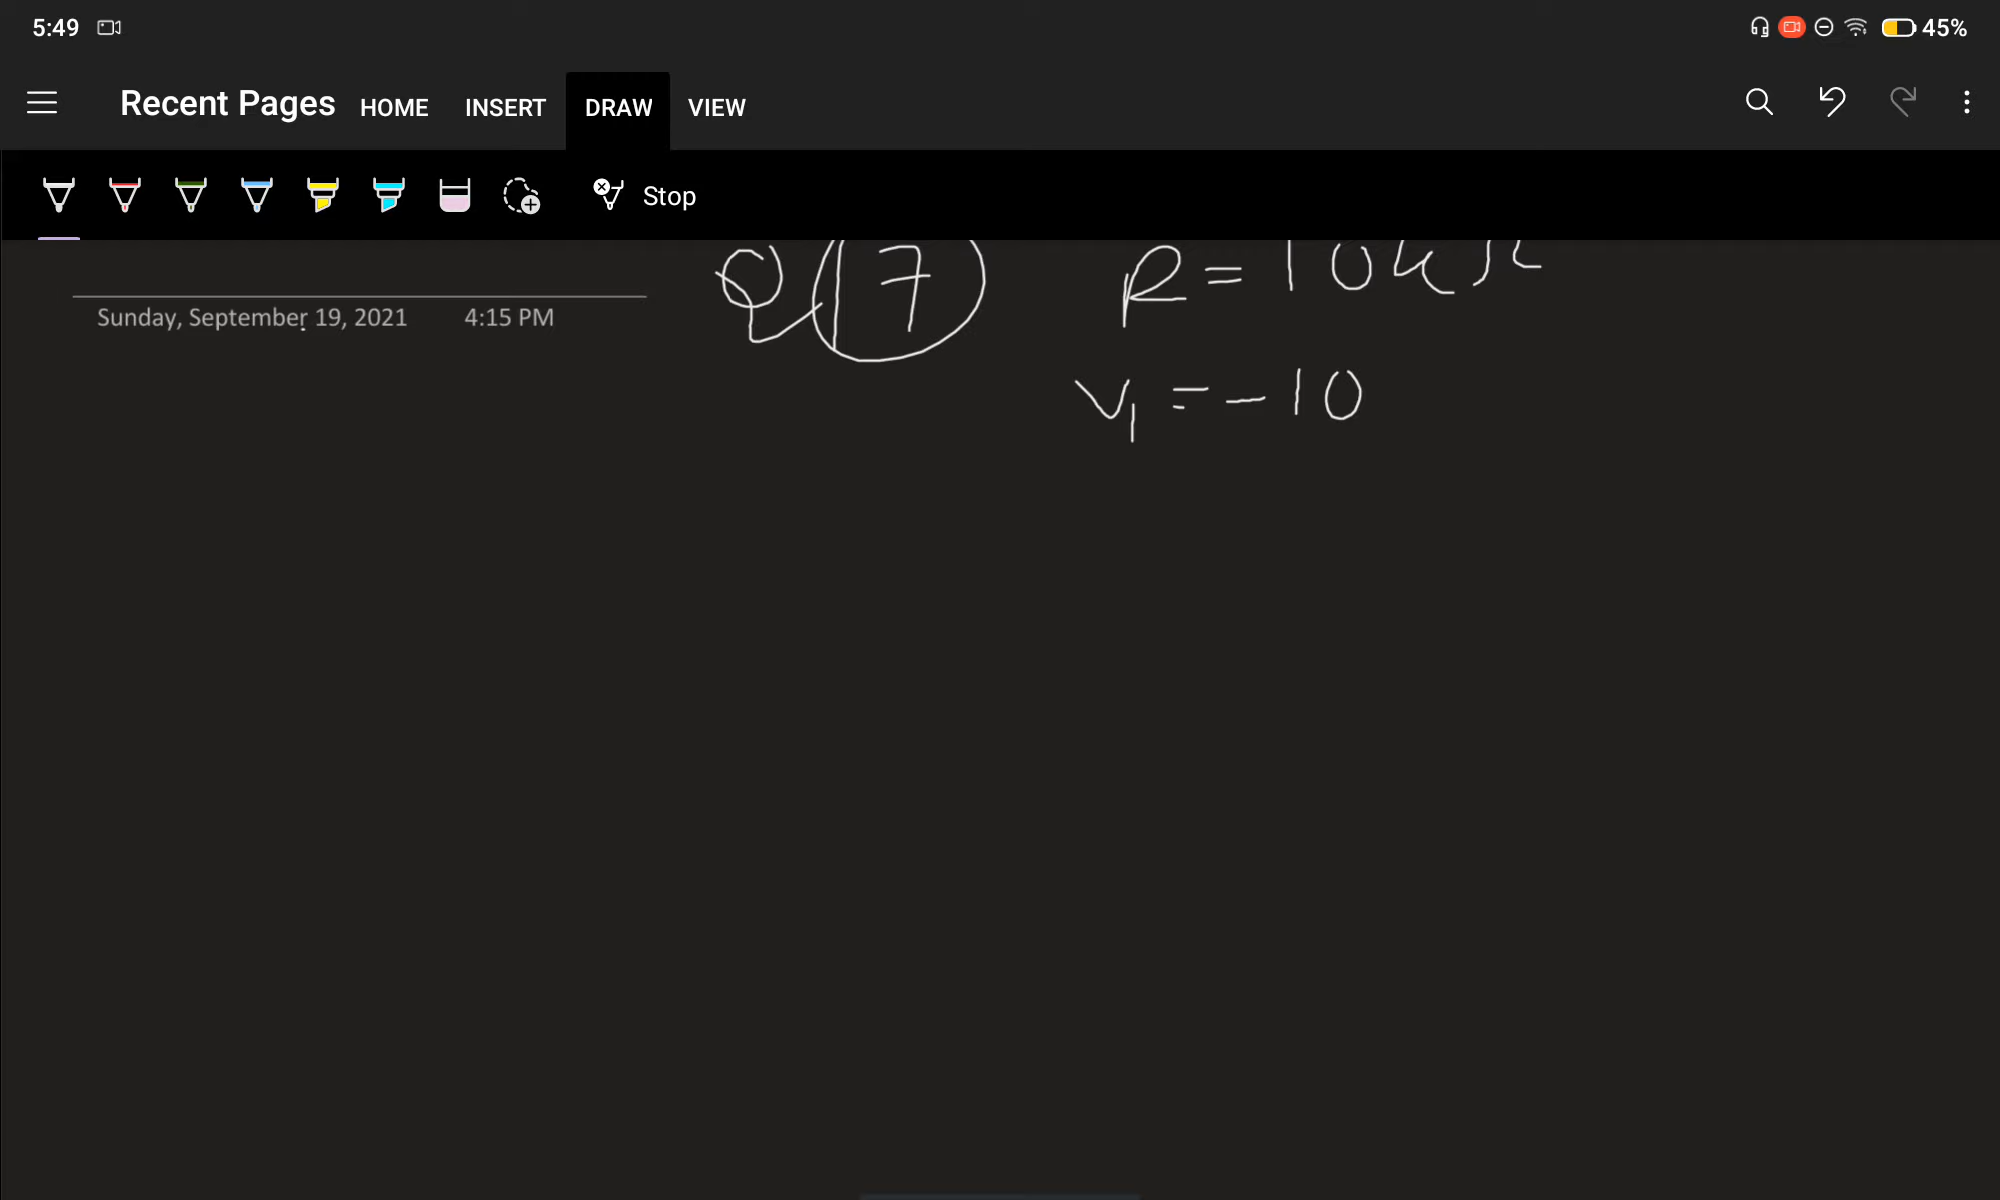 5:49 45%
Recent Pages HOME INSERT DRAW VIEW
Stop
Q 17 R = 10kΩ
Sunday, September 19, 2021 4:15 PM
V₁ = -10